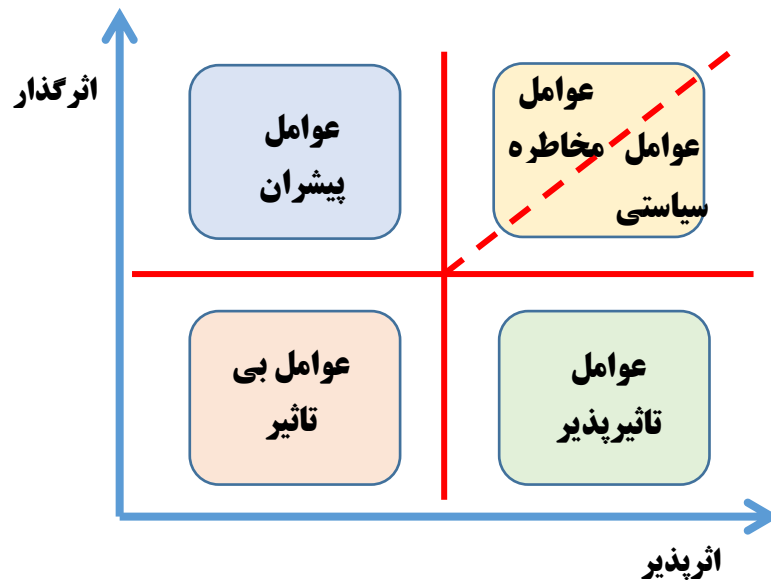 اثرگذار
عوامل
مخاطره
عوامل
سیاستی
عوامل
پیشران
عوامل
تاثیرپذیر
عوامل بی
تاثیر
اثرپذیر